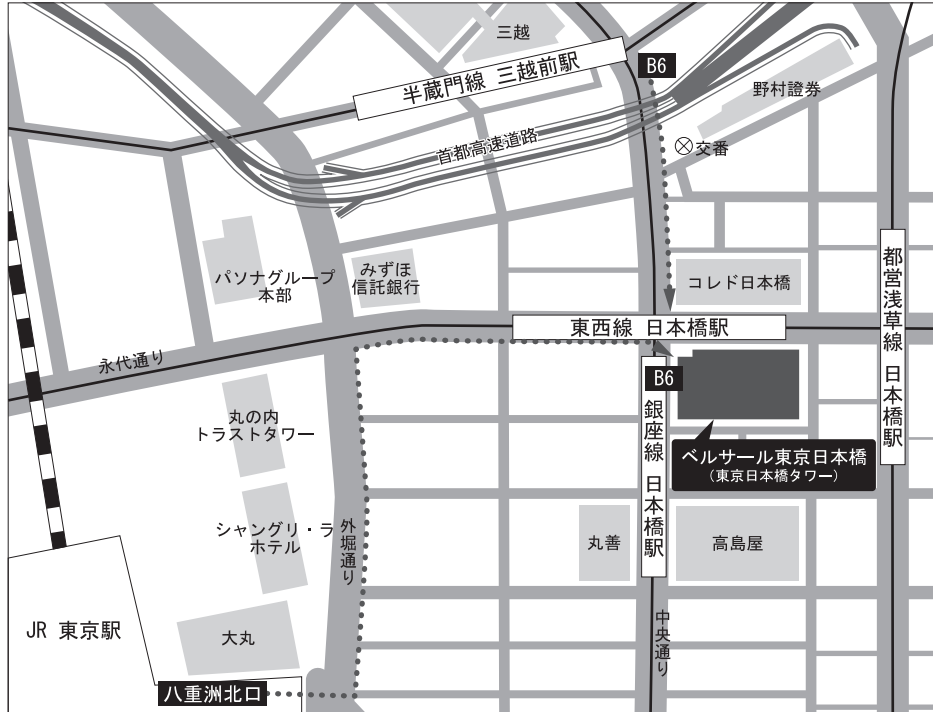 三越
B6
半蔵門線 三越前駅
野村證券
首都高速道路
交番
パソナグループ
本部
みずほ
信託銀行
コレド日本橋
都営浅草線 日本橋駅
東西線 日本橋駅
永代通り
B6
丸の内
トラストタワー
銀座線 日本橋駅
ベルサール東京日本橋
(東京日本橋タワー)
シャングリ・ラ
ホテル
外堀通り
丸善
高島屋
JR 東京駅
大丸
中央通り
八重洲北口